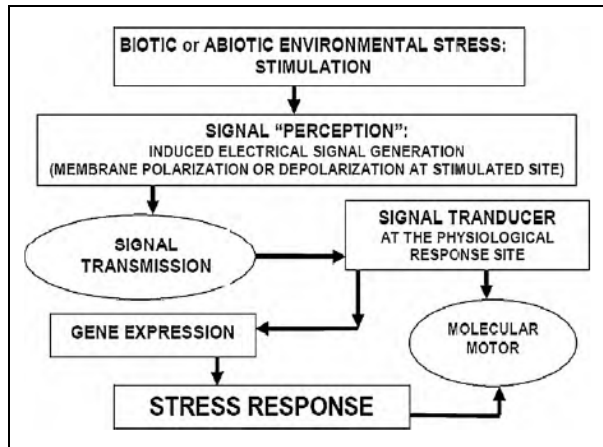 BIOTIC or ABIOTIC ENVIRONMENTAL STRESS:
STIMULATION
SIGNAL “PERCEPTION”:
INDUCED ELECTRICAL SIGNAL GENERATION
(MEMBRANE POLARIZATION OR DEPOLARIZATION AT STIMULATED SITE)
SIGNAL
TRANSMISSION
SIGNAL TRANDUCER
AT THE PHYSIOLOGICAL
RESPONSE SITE
GENE EXPRESSION
MOLECULAR
MOTOR
STRESS RESPONSE